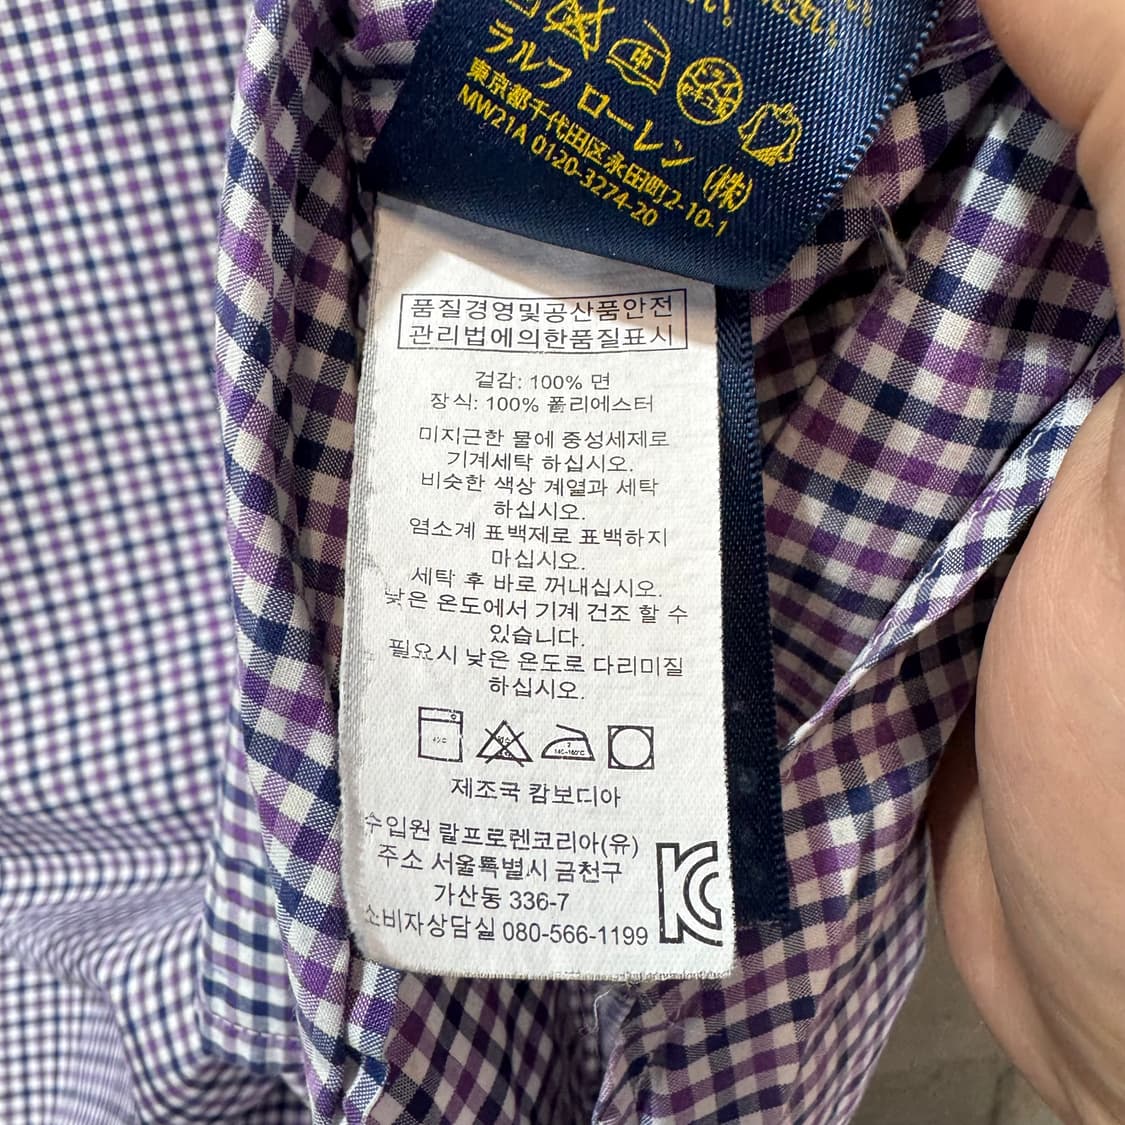 ラルフ ローレン (株)
東京都千代田区永田町2-10-1
MW21A 0120-3274-20
품질경영및공산품안전
관리법에의한품질표시
겉감: 100% 면
장식: 100% 폴리에스터
미지근한 물에 중성세제로
기계세탁 하십시오.
비슷한 색상 계열과 세탁
하십시오.
염소계 표백제로 표백하지
마십시오.
세탁 후 바로 꺼내십시오.
낮은 온도에서 기계 건조 할 수
있습니다.
필요시 낮은 온도로 다리미질
하십시오.
제조국 캄보디아
수입원 랄프로렌코리아(유)
주소 서울특별시 금천구
가산동 336-7
소비자상담실 080-566-1199